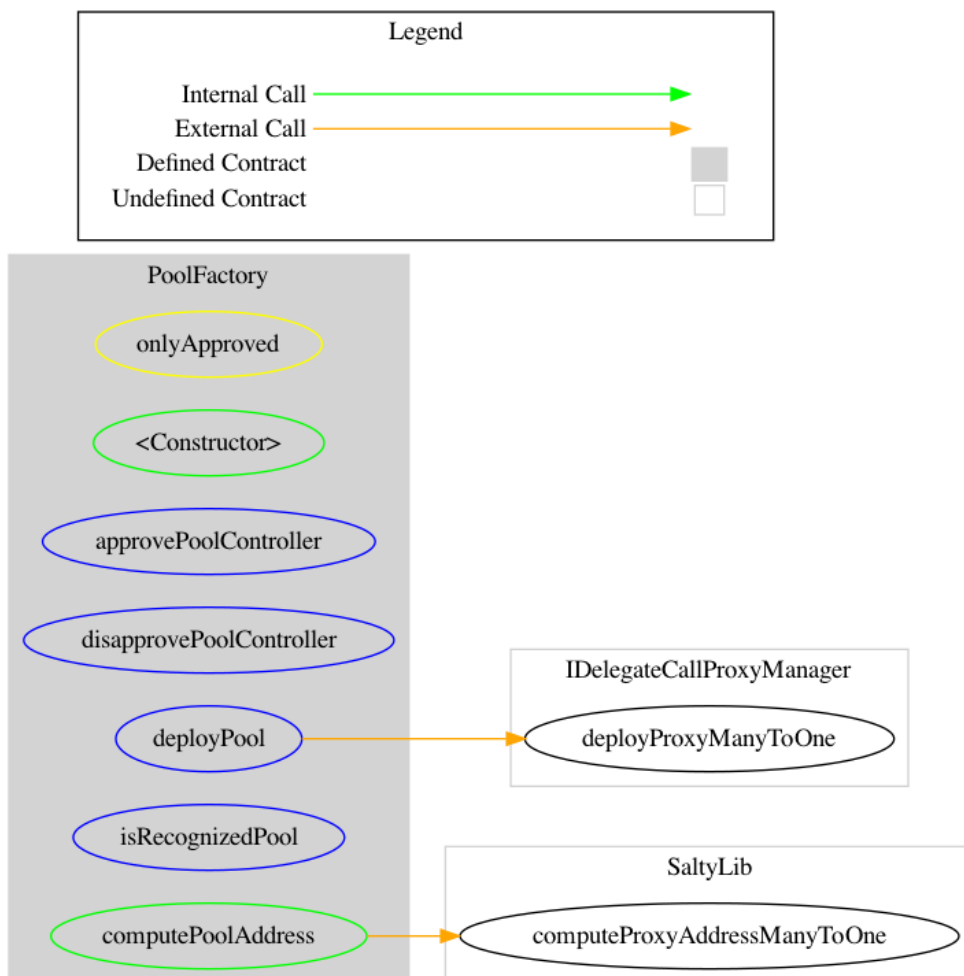 Legend
Internal Call
External Call
Defined Contract
Undefined Contract
PoolFactory
onlyApproved
<Constructor>
approvePoolController
disapprovePoolController
IDelegateCallProxyManager
deployPool
deployProxyManyToOne
isRecognizedPool
SaltyLib
computePoolAddress
computeProxyAddressManyToOne